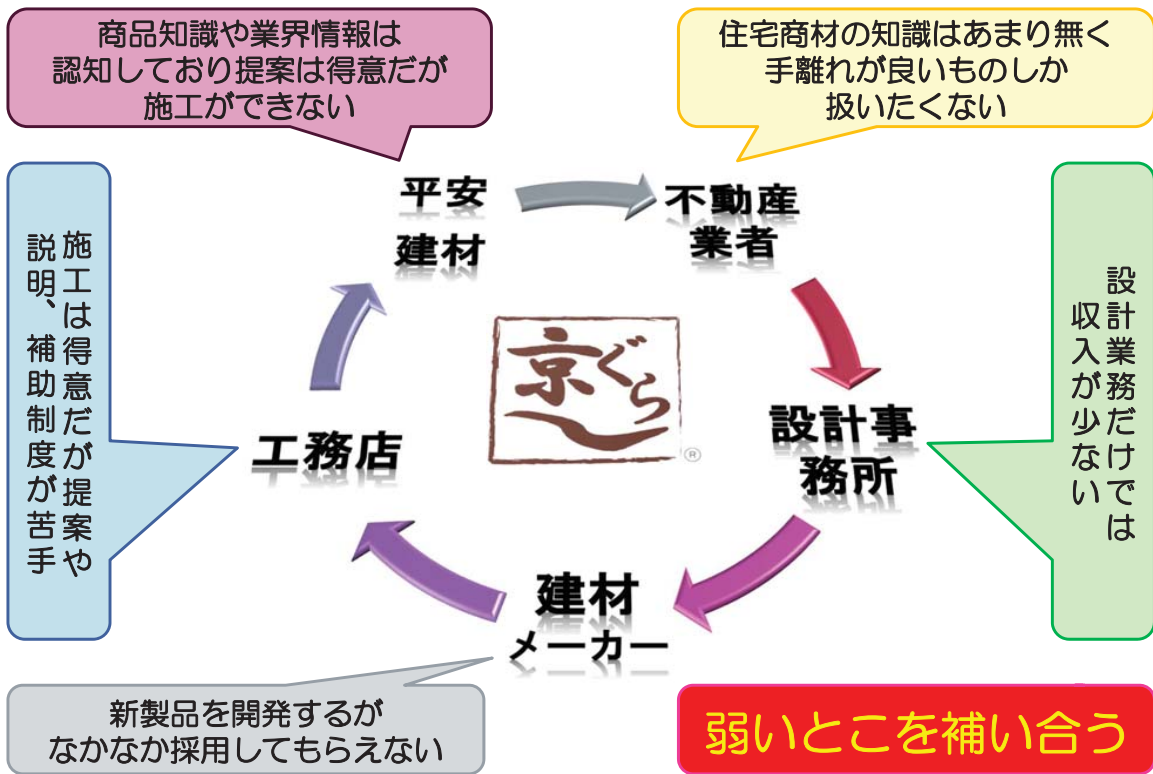 商品知識や業界情報は
認知しており提案は得意だが
施工ができない
住宅商材の知識はあまり無く
手離れが良いものしか
扱いたくない
平安
建材
不動産
業者
施工は得意だが提案や
説明、補助制度が苦手
設計業務だけでは
収入が少ない
京ぐらし
®
工務店
設計事
務所
建材
メーカー
新製品を開発するが
なかなか採用してもらえない
弱いとこを補い合う